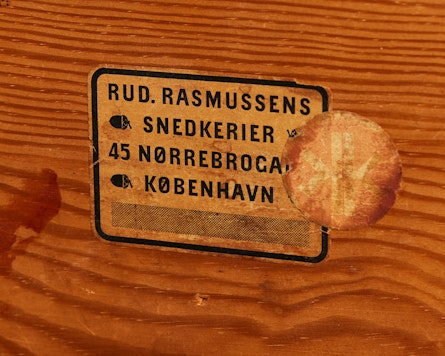 RUD. RASMUSSENS
SNEDKERIER
45 NØRREBROGA
KØBENHAVN